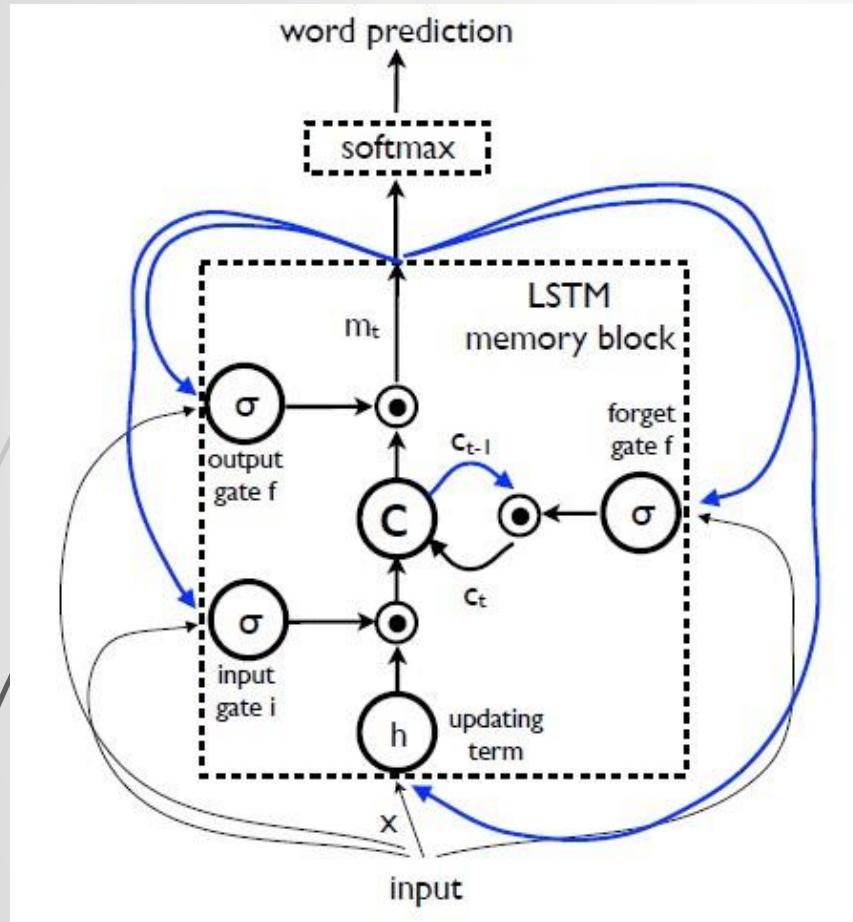 word prediction
softmax
LSTM
memory block
mₜ
σ
output
gate f
cₜ₋₁
forget
gate f
σ
C
cₜ
σ
input
gate i
h
updating
term
x
input